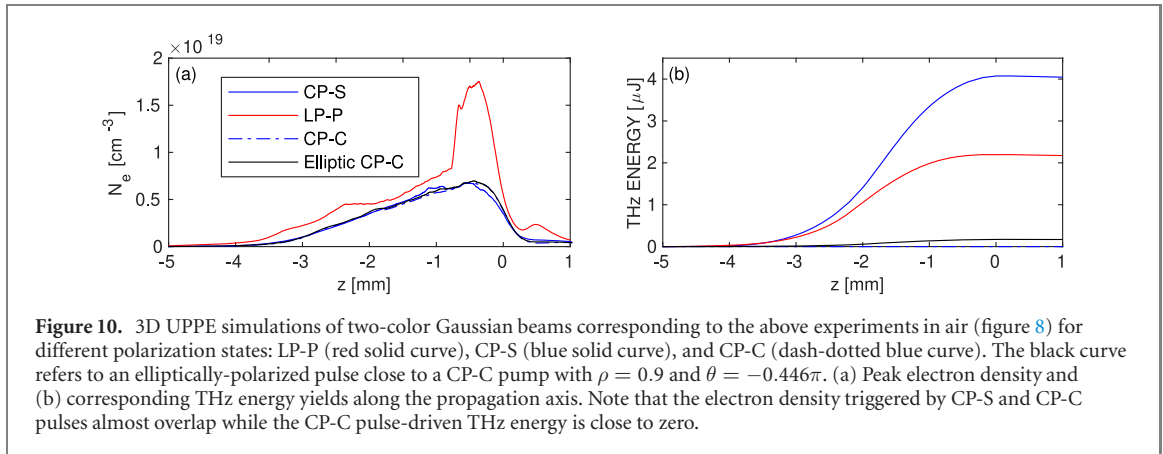 × 10 19
2
(a)
CP-S
LP-P
CP-C
Elliptic CP-C
1.5
1
0.5
0
N e [cm -3 ]
-5 -4 -3 -2 -1 0 1
z [mm]
(b)
4
3
2
1
0
THz ENERGY [ μJ]
-5 -4 -3 -2 -1 0 1
z [mm]
Figure 10. 3D UPPE simulations of two-color Gaussian beams corresponding to the above experiments in air (figure 8) for
different polarization states: LP-P (red solid curve), CP-S (blue solid curve), and CP-C (dash-dotted blue curve). The black curve
refers to an elliptically-polarized pulse close to a CP-C pump with ρ = 0.9 and θ = −0.446π. (a) Peak electron density and
(b) corresponding THz energy yields along the propagation axis. Note that the electron density triggered by CP-S and CP-C
pulses almost overlap while the CP-C pulse-driven THz energy is close to zero.